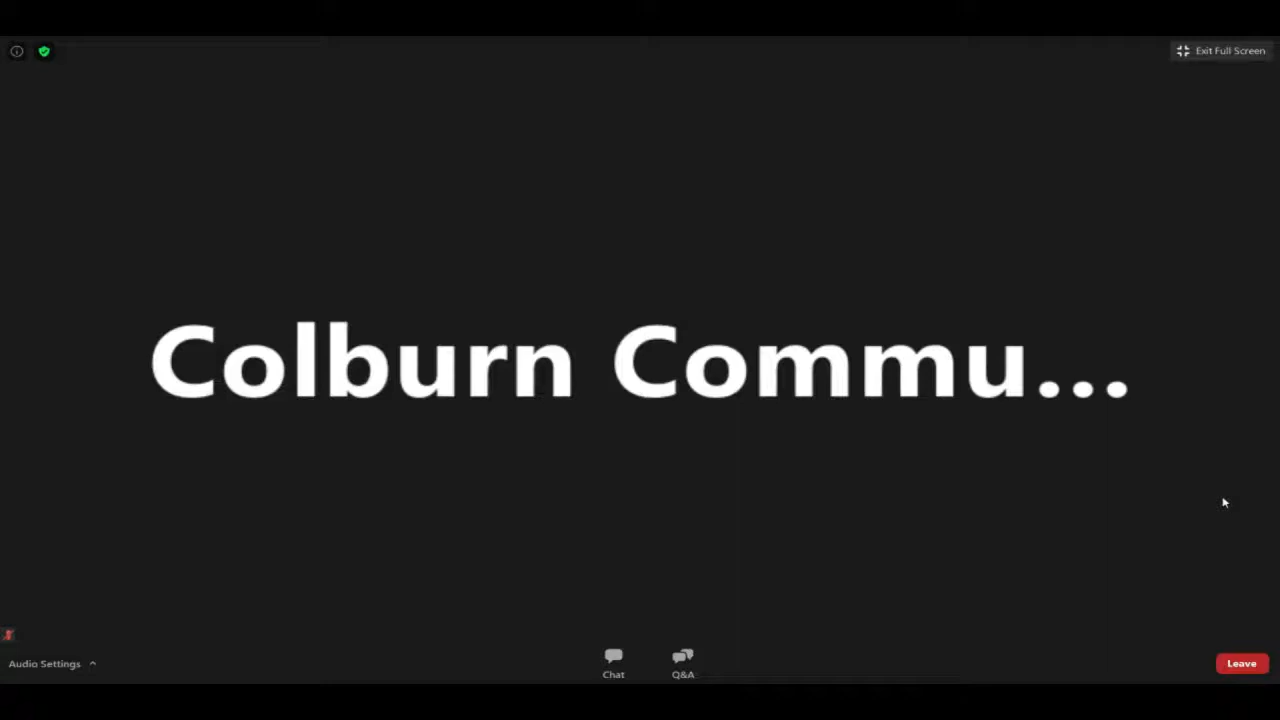 Exit Full Screen
Colburn Commu...
Audio Settings
Chat
Q&A
Leave